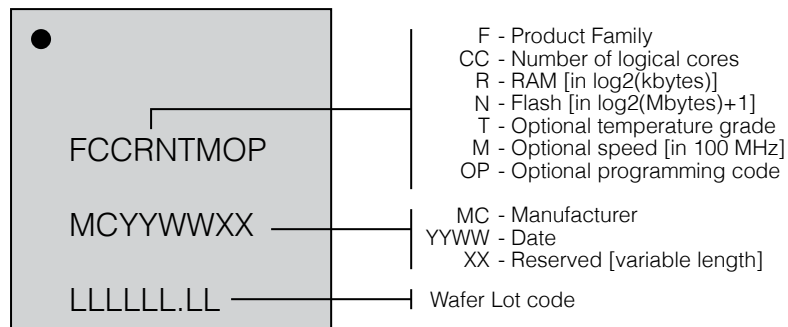 FCCRNTMOP
F - Product Family
CC - Number of logical cores
R - RAM [in log2(kbytes)]
N - Flash [in log2(Mbytes)+1]
T - Optional temperature grade
M - Optional speed [in 100 MHz]
OP - Optional programming code
MCYYWWXX
MC - Manufacturer
YYWW - Date
XX - Reserved [variable length]
LLLLLL.LL
Wafer Lot code